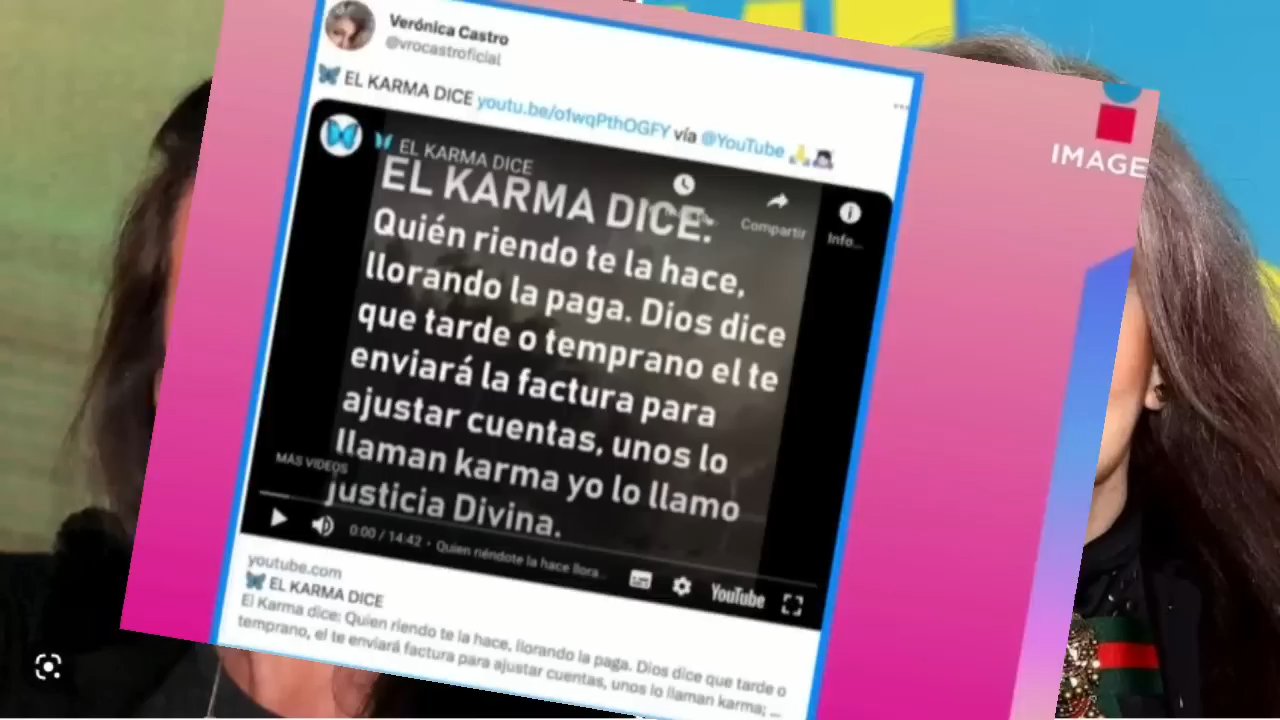 Verónica Castro
@vrocastroficial
EL KARMA DICE youtu.be/o1wqPthOGFY vía @YouTube
EL KARMA DICE
EL KARMA DICE:
Compartir
Info...
Quién riendo te la hace,
llorando la paga. Dios dice
que tarde o temprano el te
enviará la factura para
ajustar cuentas, unos lo
llaman karma yo lo llamo
justicia Divina.
MÁS VIDEOS
0:00 / 14:42 • Quien riéndote la hace llora...
YouTube
youtube.com
EL KARMA DICE
El Karma dice: Quien riendo te la hace, llorando la paga. Dios dice que tarde o
temprano, el te enviará factura para ajustar cuentas, unos lo llaman karma; ...
IMAGE